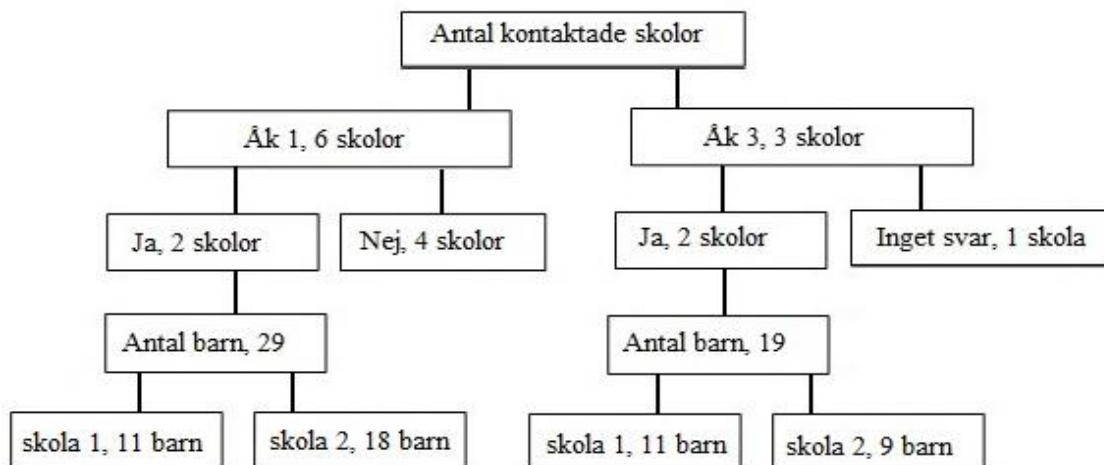 Antal kontaktade skolor
Åk 1, 6 skolor
Åk 3, 3 skolor
Ja, 2 skolor
Nej, 4 skolor
Ja, 2 skolor
Inget svar, 1 skola
Antal barn, 29
Antal barn, 19
skola 1, 11 barn
skola 2, 18 barn
skola 1, 11 barn
skola 2, 9 barn